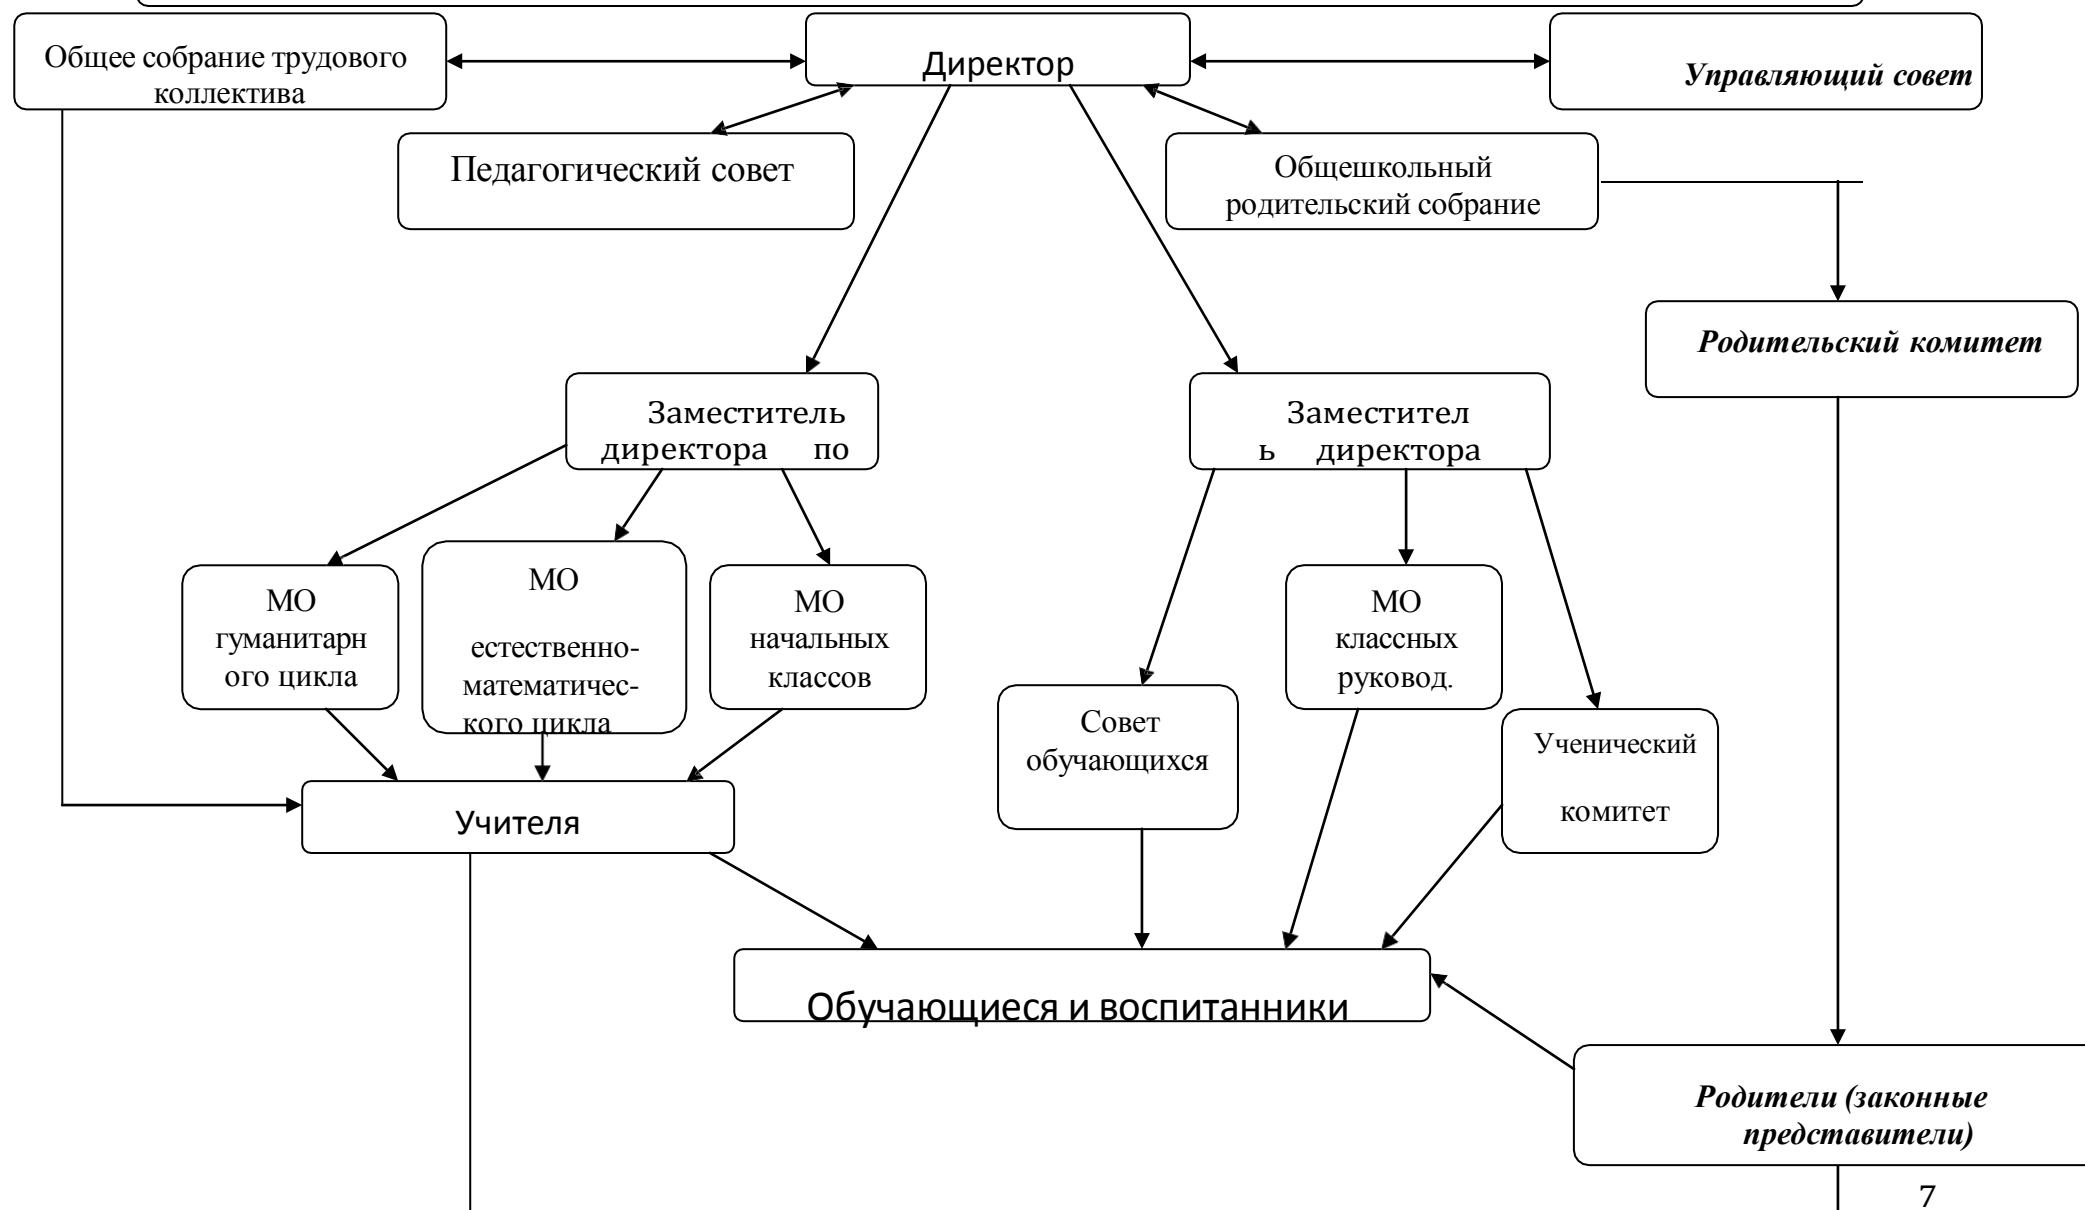 Общее собрание трудового
коллектива
Директор
Управляющий совет
Педагогический совет
Общешкольный
родительский собрание
Родительский комитет
Заместитель
директора по
Заместител
ь директора
МО
гуманитарн
ого цикла
МО
естественно-
математичес-
кого цикла
МО
начальных
классов
МО
классных
руковод.
Совет
обучающихся
Ученический
комитет
Учителя
Обучающиеся и воспитанники
Родители (законные
представители)
7